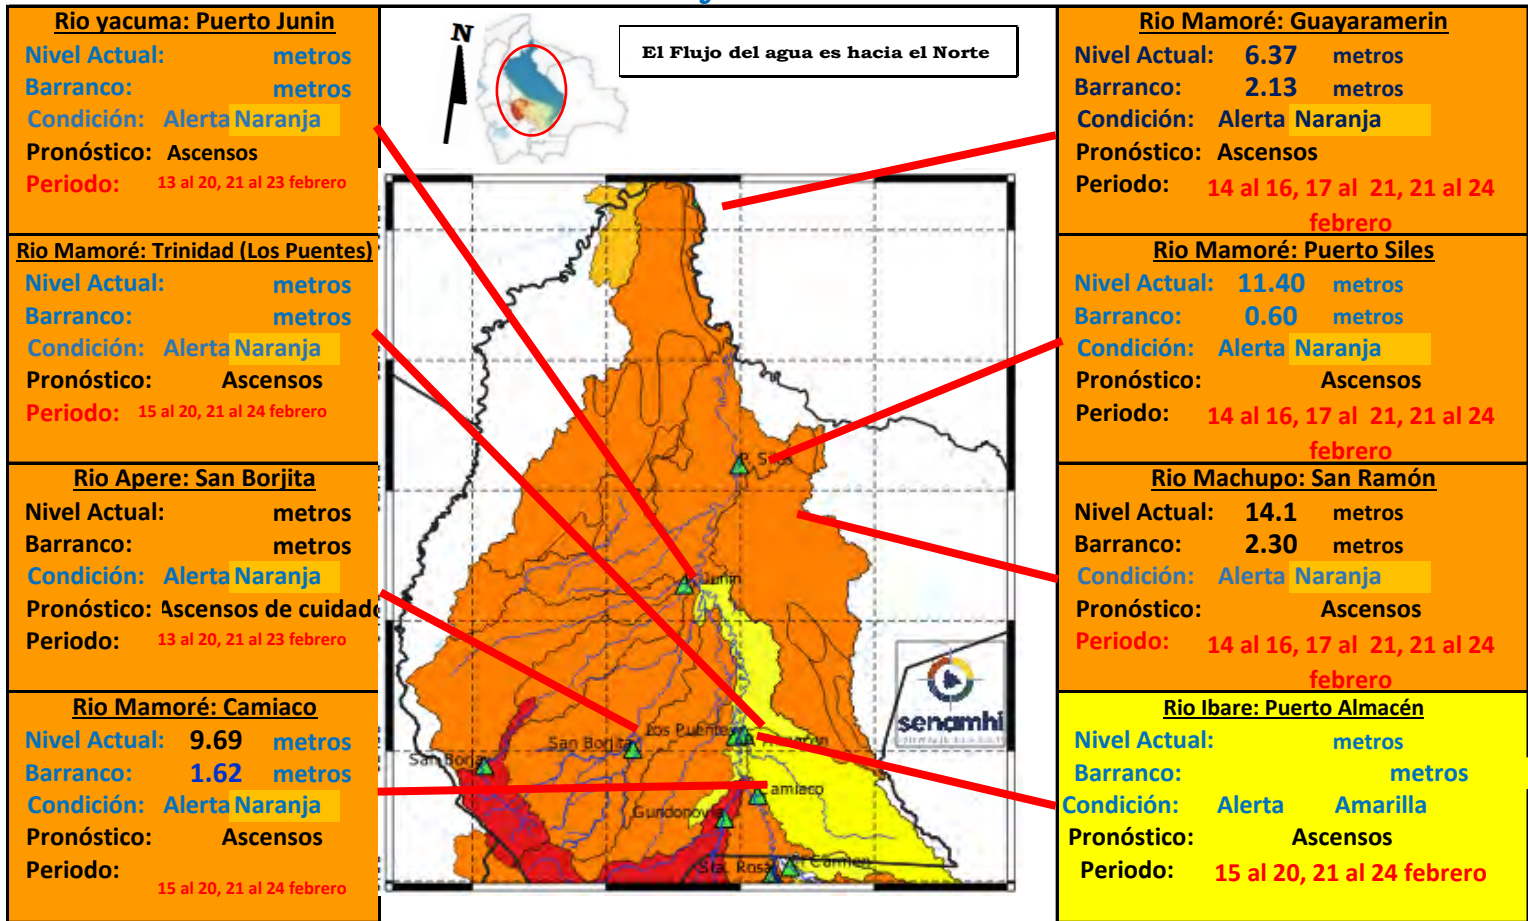 Rio yacuma: Puerto Junin
Nivel Actual: metros
Barranco: metros
Condición: Alerta Naranja
Pronóstico: Ascensos
Periodo: 13 al 20, 21 al 23 febrero
Rio Mamoré: Trinidad (Los Puentes)
Nivel Actual: metros
Barranco: metros
Condición: Alerta Naranja
Pronóstico: Ascensos
Periodo: 15 al 20, 21 al 24 febrero
Rio Apere: San Borjita
Nivel Actual: metros
Barranco: metros
Condición: Alerta Naranja
Pronóstico: Ascensos de cuidado
Periodo: 13 al 20, 21 al 23 febrero
Rio Mamoré: Camiaco
Nivel Actual: 9.69 metros
Barranco: 1.62 metros
Condición: Alerta Naranja
Pronóstico: Ascensos
Periodo:
15 al 20, 21 al 24 febrero
N
El Flujo del agua es hacia el Norte
P. Siles
Junin
Los Puentes
San Borjita
San Borja
Camiaco
Gundonovia
Sta. Rosa
El Carmen
senamhi
Rio Mamoré: Guayaramerin
Nivel Actual: 6.37 metros
Barranco: 2.13 metros
Condición: Alerta Naranja
Pronóstico: Ascensos
Periodo: 14 al 16, 17 al 21, 21 al 24
febrero
Rio Mamoré: Puerto Siles
Nivel Actual: 11.40 metros
Barranco: 0.60 metros
Condición: Alerta Naranja
Pronóstico: Ascensos
Periodo: 14 al 16, 17 al 21, 21 al 24
febrero
Rio Machupo: San Ramón
Nivel Actual: 14.1 metros
Barranco: 2.30 metros
Condición: Alerta Naranja
Pronóstico: Ascensos
Periodo: 14 al 16, 17 al 21, 21 al 24
febrero
Rio Ibare: Puerto Almacén
Nivel Actual: metros
Barranco: metros
Condición: Alerta Amarilla
Pronóstico: Ascensos
Periodo: 15 al 20, 21 al 24 febrero